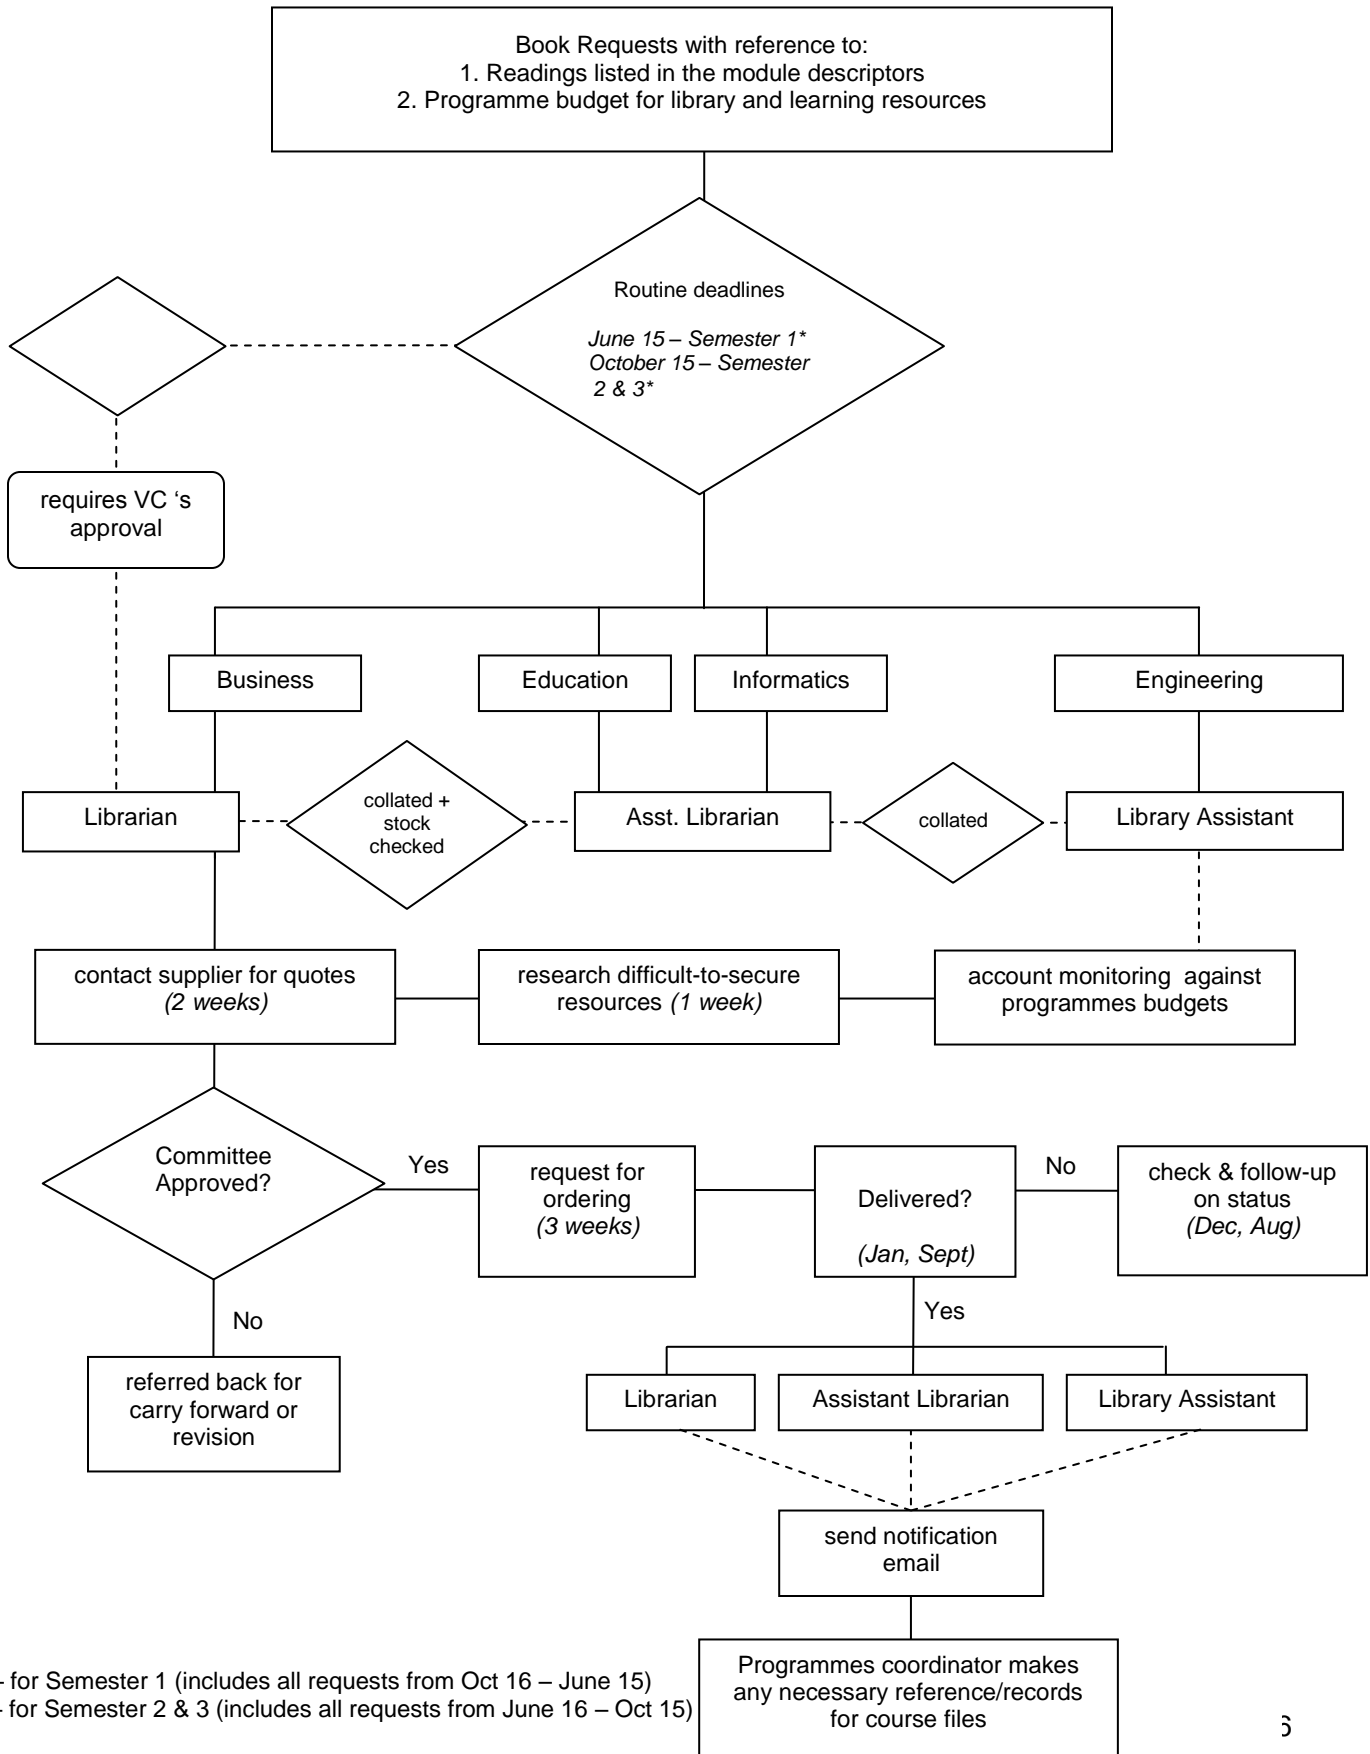 Book Requests with reference to:
1. Readings listed in the module descriptors
2. Programme budget for library and learning resources
Routine deadlines
June 15 – Semester 1*
October 15 – Semester
2 & 3*
requires VC ‘s
approval
Business
Education
Informatics
Engineering
Librarian
collated +
stock
checked
Asst. Librarian
collated
Library Assistant
contact supplier for quotes
(2 weeks)
research difficult-to-secure
resources (1 week)
account monitoring  against
programmes budgets
Committee
Approved?
Yes
request for
ordering
(3 weeks)
Delivered?
(Jan, Sept)
No
check & follow-up
on status
(Dec, Aug)
No
Yes
referred back for
carry forward or
revision
Librarian
Assistant Librarian
Library Assistant
send notification
email
- for Semester 1 (includes all requests from Oct 16 – June 15)
- for Semester 2 & 3 (includes all requests from June 16 – Oct 15)
Programmes coordinator makes
any necessary reference/records
for course files